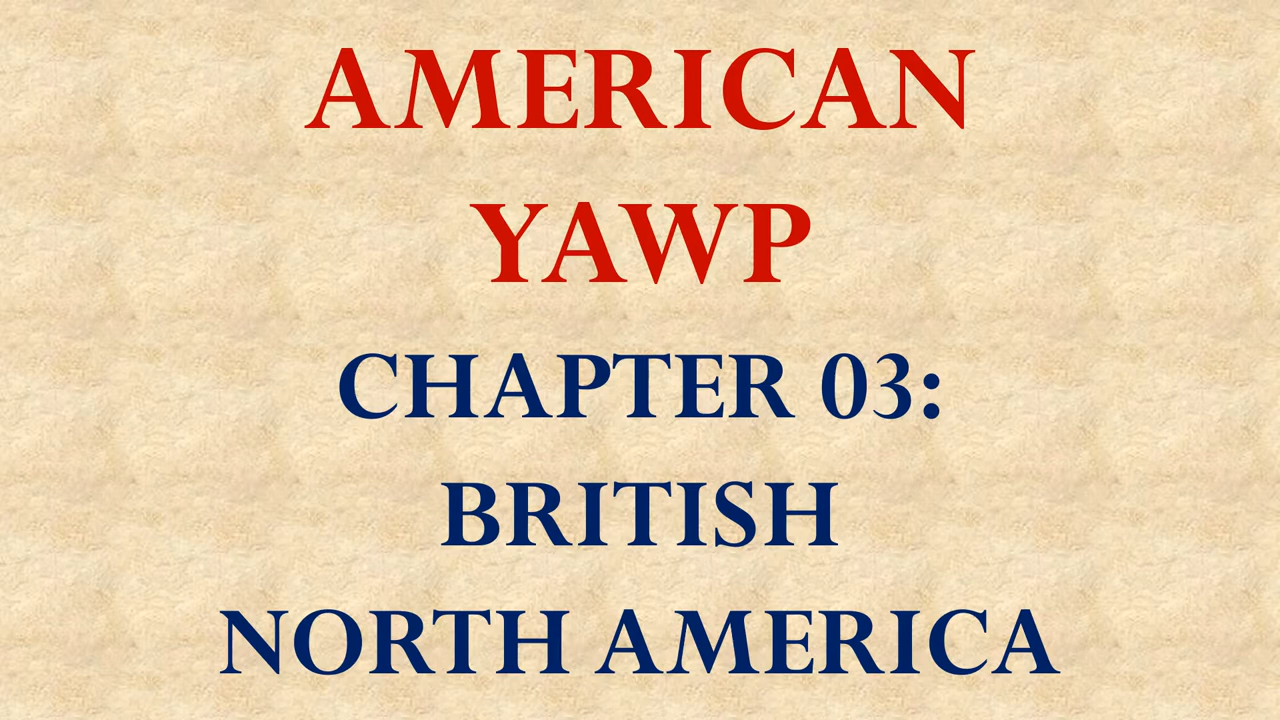 AMERICAN
YAWP
CHAPTER 03:
BRITISH
NORTH AMERICA